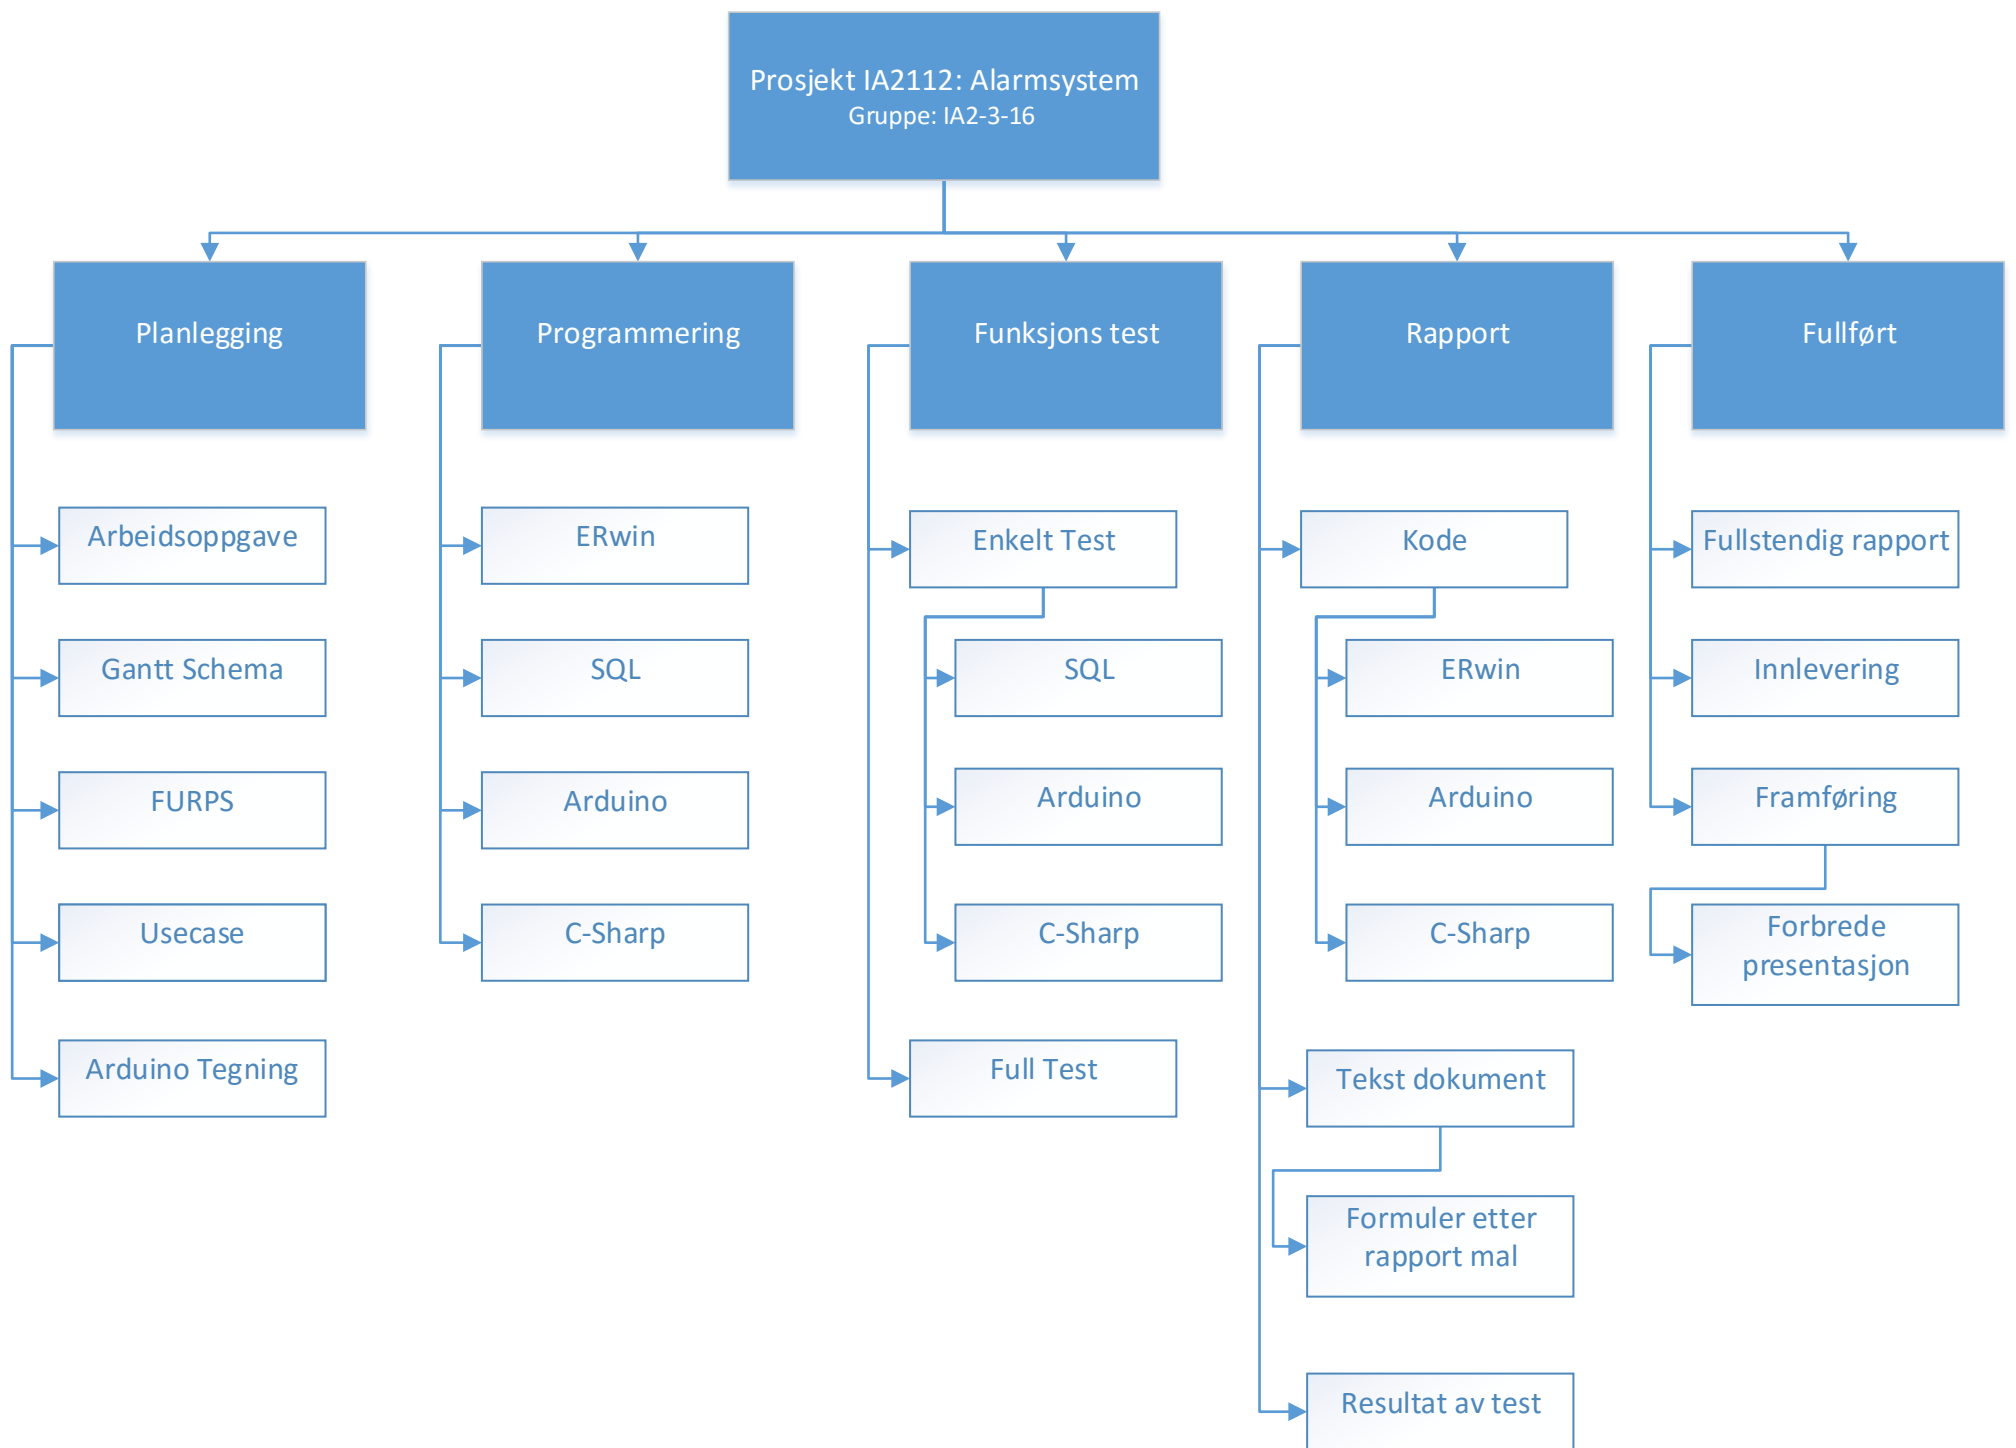 Prosjekt IA2112: Alarmsystem
Gruppe: IA2-3-16
Planlegging
Arbeidsoppgave
Gantt Schema
FURPS
Usecase
Arduino Tegning
Programmering
ERwin
SQL
Arduino
C-Sharp
Funksjons test
Enkelt Test
SQL
Arduino
C-Sharp
Full Test
Rapport
Kode
ERwin
Arduino
C-Sharp
Tekst dokument
Formuler etter
rapport mal
Resultat av test
Fullført
Fullstendig rapport
Innlevering
Framføring
Forbrede
presentasjon